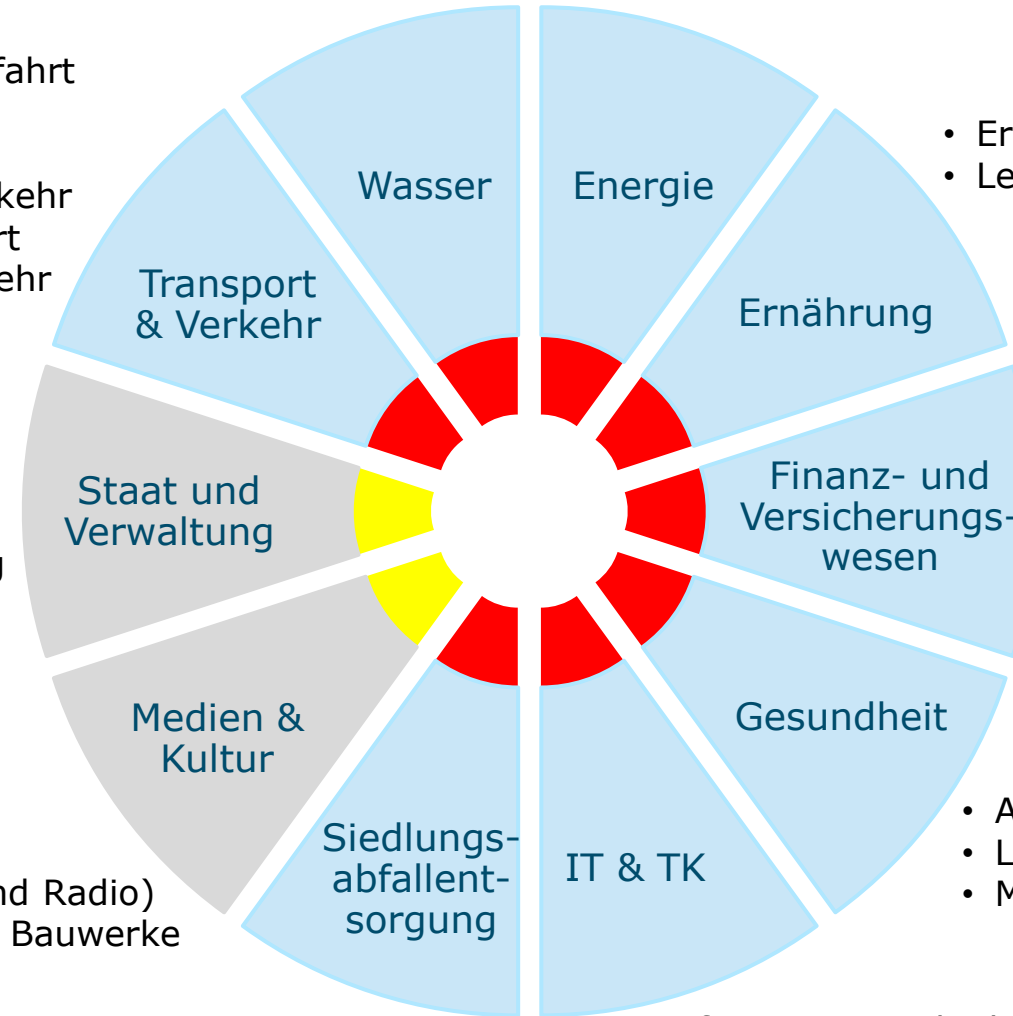 fahrt
kehr
rt
ehr
g
nd Radio)
Bauwerke
Wasser
Energie
• Er
• Le
Transport
& Verkehr
Ernährung
Staat und
Verwaltung
Finanz- und
Versicherungs-
wesen
Medien &
Kultur
Gesundheit
Siedlungs-
abfallent-
sorgung
IT & TK
• A
• L
• M